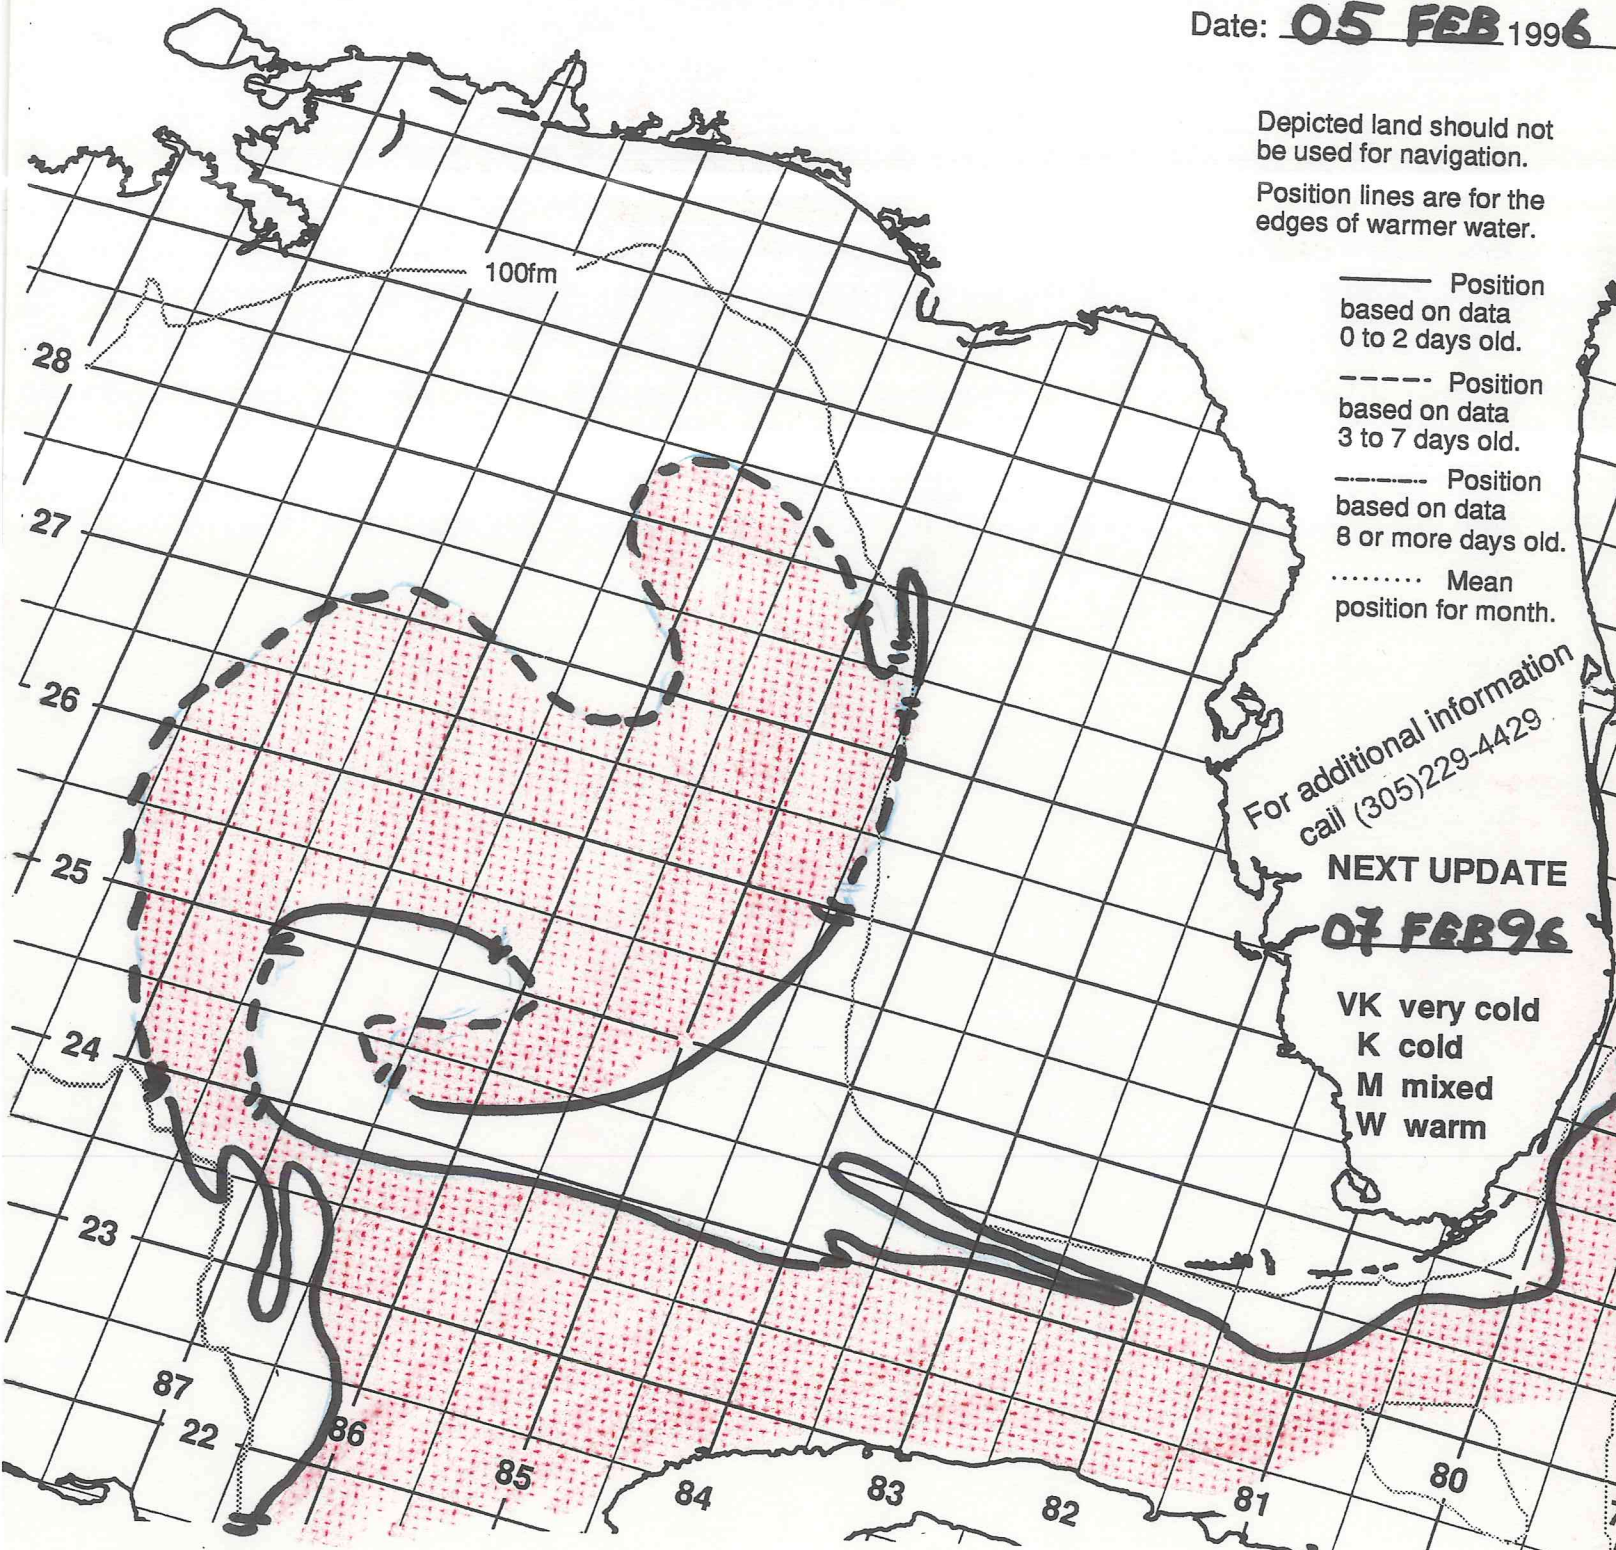 Date: 05 FEB 1996
Depicted land should not
be used for navigation.
Position lines are for the
edges of warmer water.
Position
based on data
0 to 2 days old.
Position
based on data
3 to 7 days old.
Position
based on data
8 or more days old.
Mean
position for month.
For additional information
call (305)229-4429
NEXT UPDATE
07 FEB 96
VK very cold
K cold
M mixed
W warm
100fm
28
27
26
25
24
23
22
87
86
85
84
83
82
81
80